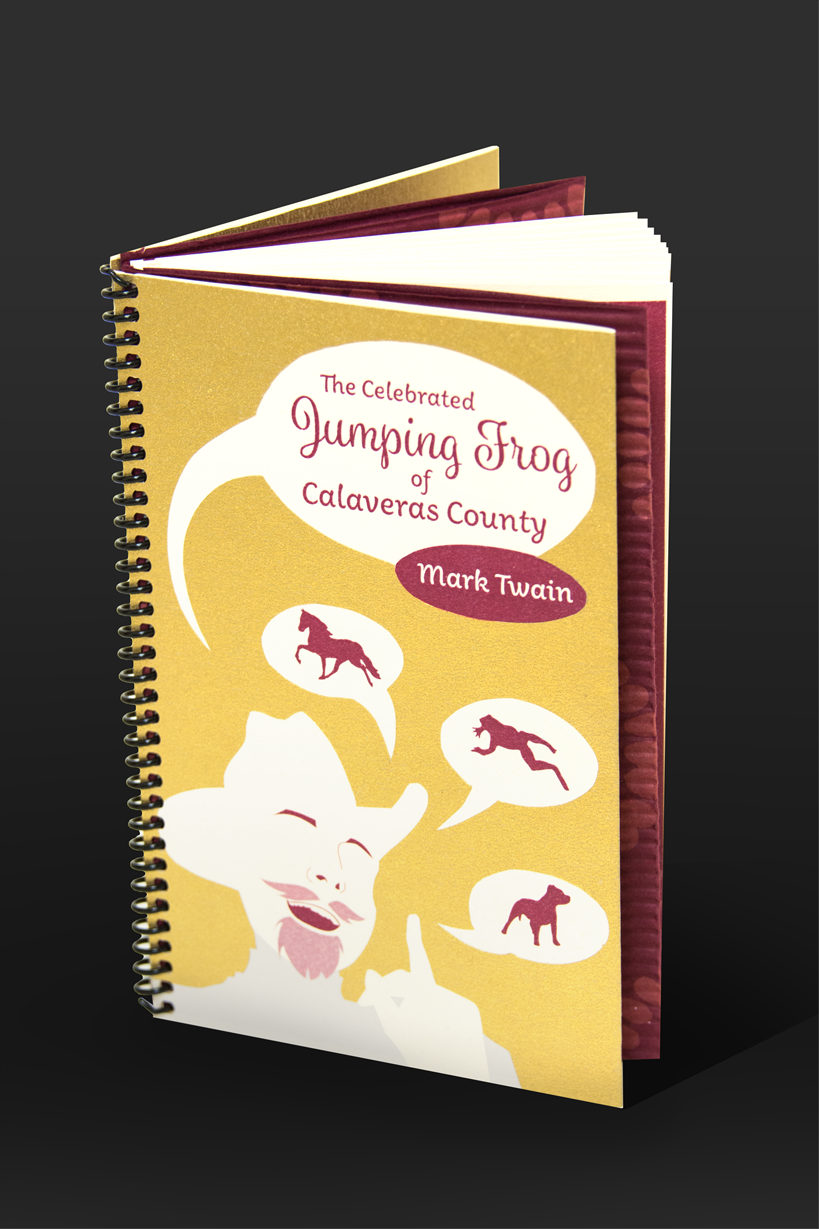 The Celebrated
Jumping Frog
of
Calaveras County
Mark Twain